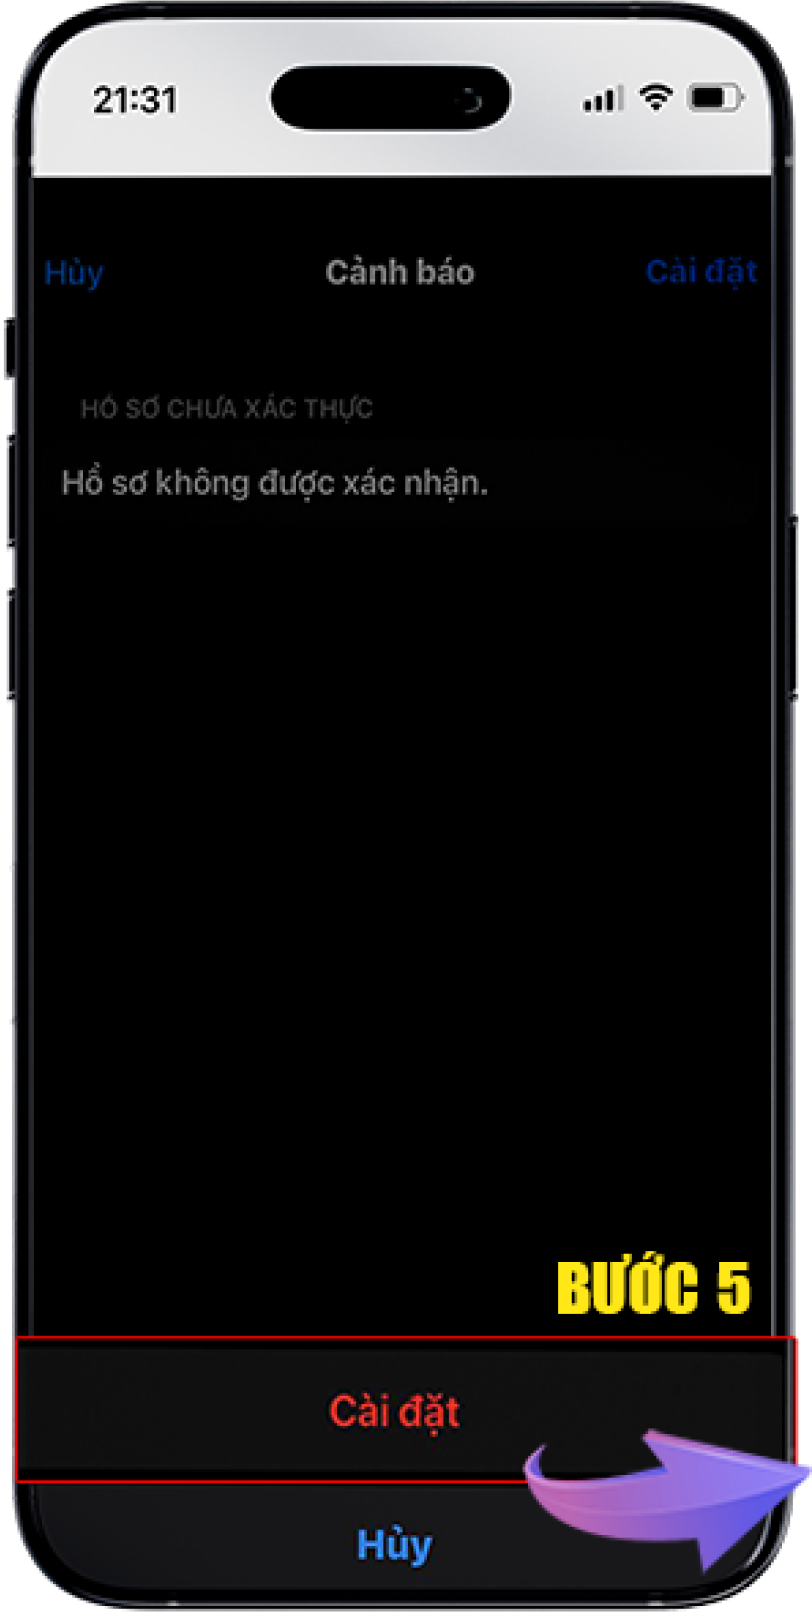 21:31
Hủy Cảnh báo Cài đặt
HỒ SƠ CHƯA XÁC THỰC
Hồ sơ không được xác nhận.
BƯỚC 5
Cài đặt
Hủy